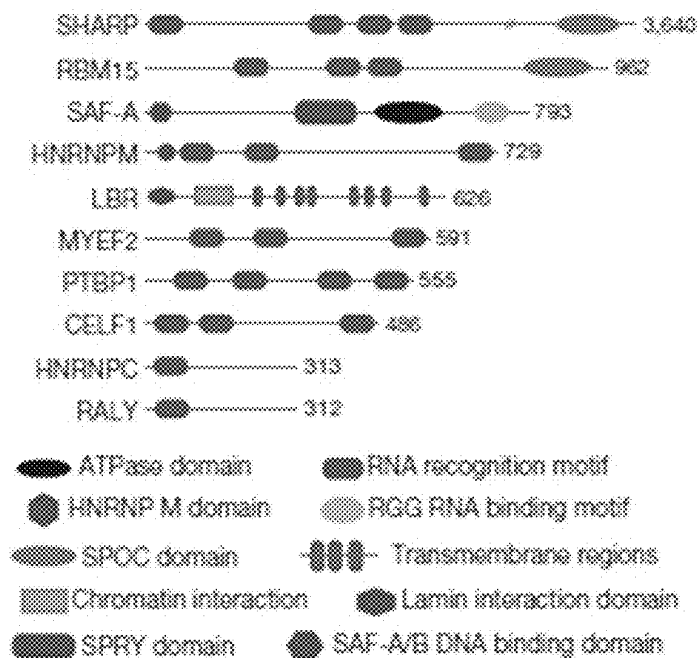 SHARP 3,640
RBM15 962
SAF-A 793
HNRNPM 729
LBR 626
MYEF2 591
PTBP1 555
CELF1 486
HNRNPC 313
RALY 312
ATPase domain RNA recognition motif
HNRNP M domain RGG RNA binding motif
SPOC domain Transmembrane regions
Chromatin interaction Lamin interaction domain
SPRY domain SAF-A/B DNA binding domain